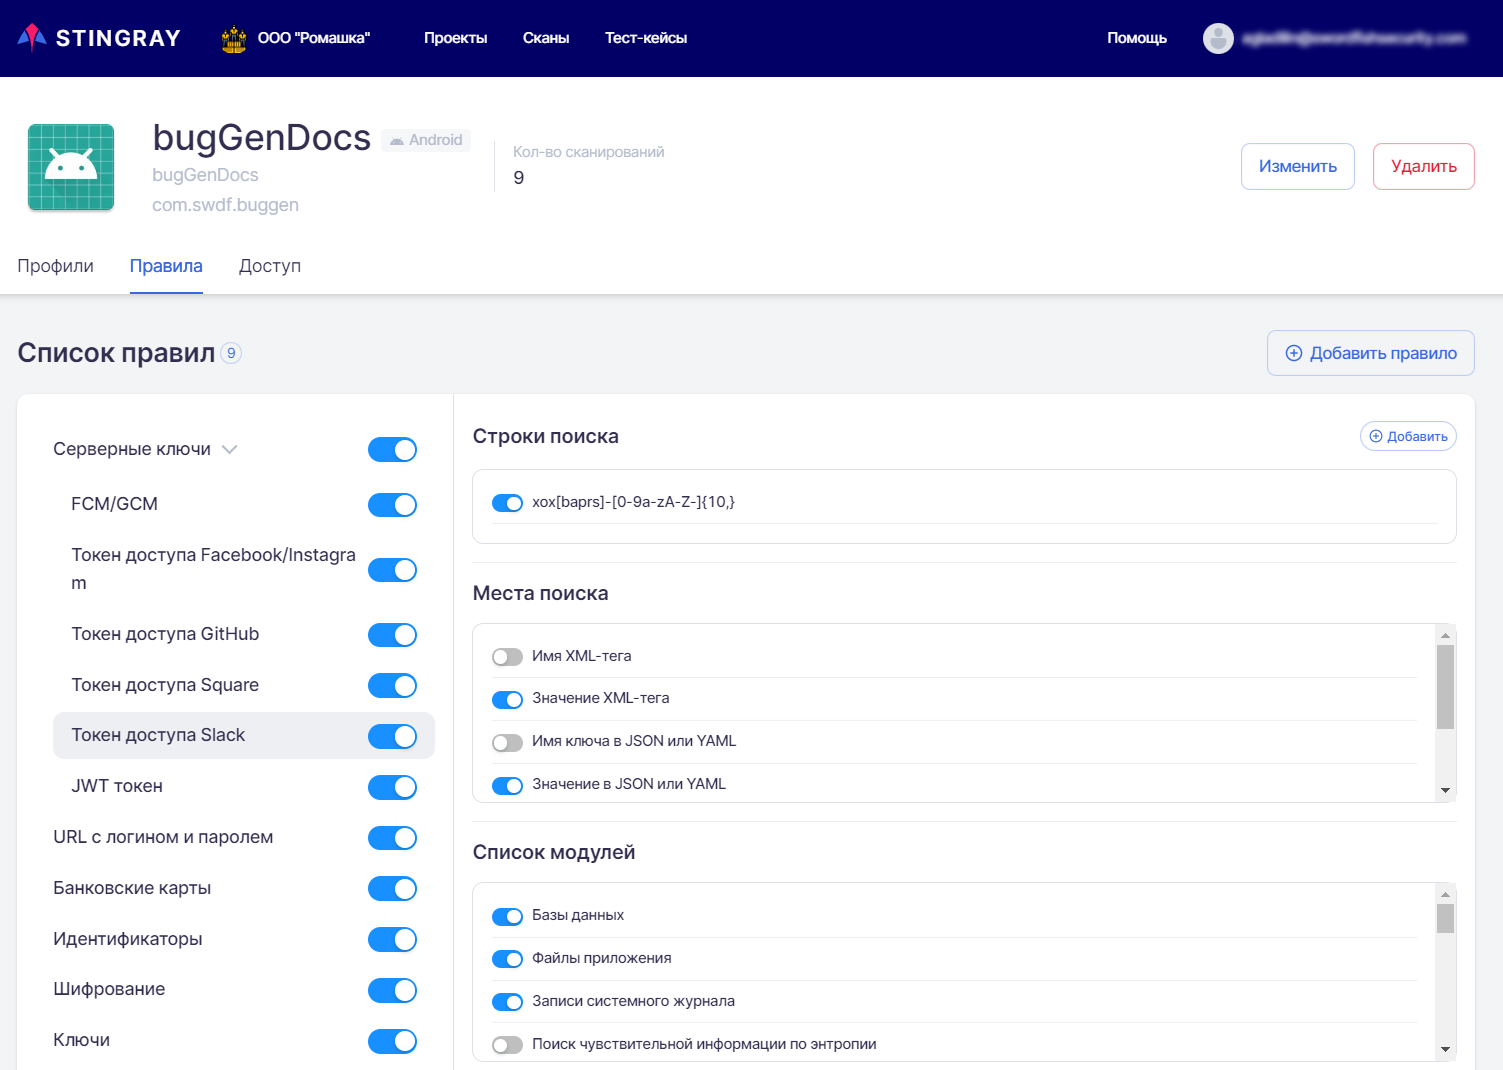 STINGRAY
ООО "Ромашка"
Проекты
Сканы
Тест-кейсы
Помощь
bugGenDocs
Android
bugGenDocs
com.swdf.buggen
Кол-во сканирований
9
Изменить
Удалить
Профили
Правила
Доступ
Список правил 9
Добавить правило
Серверные ключи
FCM/GCM
Токен доступа Facebook/Instagra
m
Токен доступа GitHub
Токен доступа Square
Токен доступа Slack
JWT токен
URL с логином и паролем
Банковские карты
Идентификаторы
Шифрование
Ключи
Строки поиска
Добавить
xox[baprs]-[0-9a-zA-Z-]{10,}
Места поиска
Имя XML-тега
Значение XML-тега
Имя ключа в JSON или YAML
Значение в JSON или YAML
Список модулей
Базы данных
Файлы приложения
Записи системного журнала
Поиск чувствительной информации по энтропии